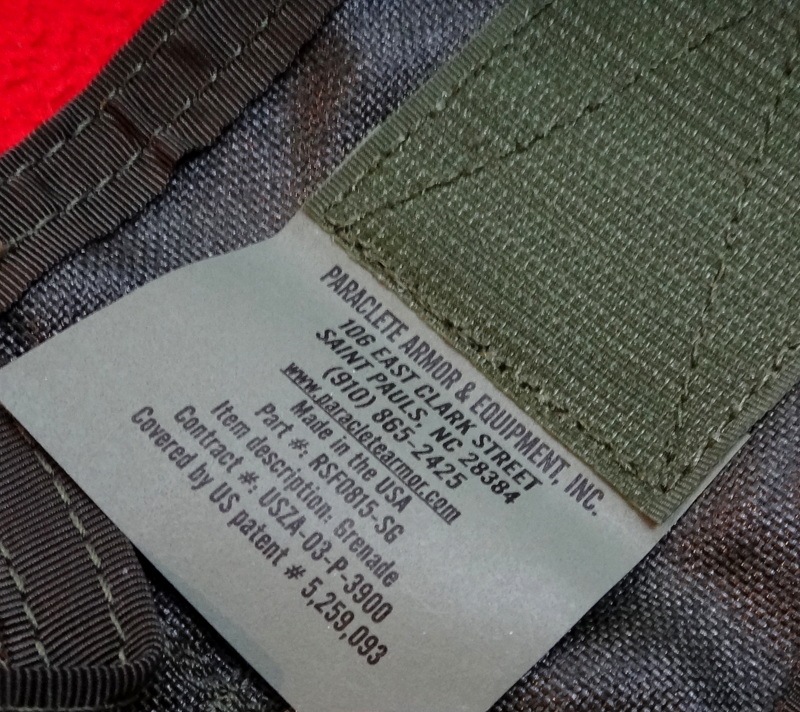 PARACLETE ARMOR & EQUIPMENT, INC.
106 EAST CLARK STREET
SAINT PAULS, NC 28384
(910) 865-2425
www.paracletearmor.com
Made in the USA
Part #: RSF0815-SG
Item description: Grenade
Contract #: USZA-03-P-3900
Covered by US patent # 5,259,093